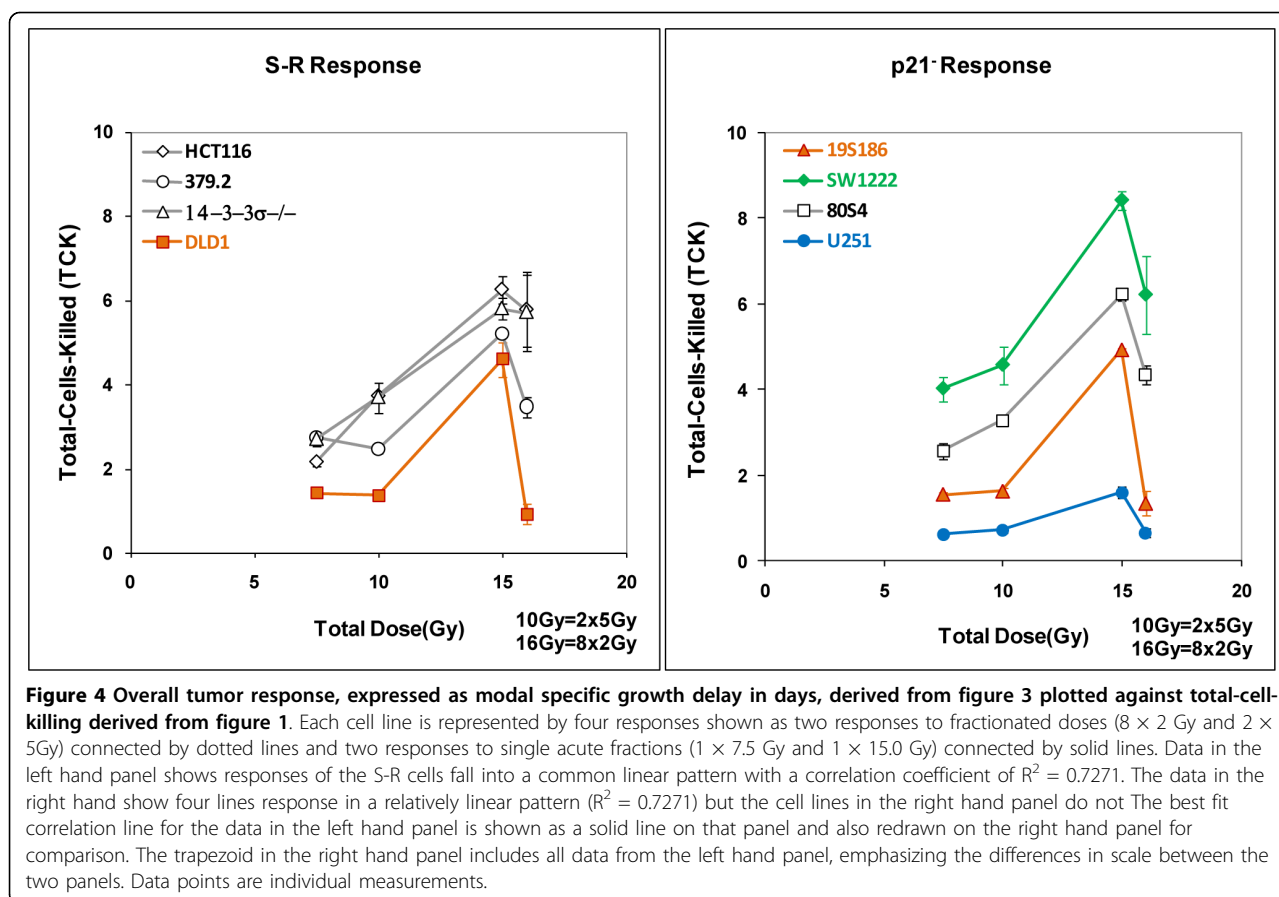 S-R Response
Total-Cells-Killed (TCK)
10
8
6
4
2
0
HCT116
379.2
14-3-3σ-/-
DLD1
0
5
10
15
20
Total Dose(Gy)
10Gy=2x5Gy
16Gy=8x2Gy
p21⁻ Response
Total-Cells-Killed (TCK)
10
8
6
4
2
0
19S186
SW1222
80S4
U251
0
5
10
15
20
Total Dose(Gy)
10Gy=2x5Gy
16Gy=8x2Gy
Figure 4 Overall tumor response, expressed as modal specific growth delay in days, derived from figure 3 plotted against total-cell-
killing derived from figure 1. Each cell line is represented by four responses shown as two responses to fractionated doses (8 × 2 Gy and 2 ×
5Gy) connected by dotted lines and two responses to single acute fractions (1 × 7.5 Gy and 1 × 15.0 Gy) connected by solid lines. Data in the
left hand panel shows responses of the S-R cells fall into a common linear pattern with a correlation coefficient of R² = 0.7271. The data in the
right hand show four lines response in a relatively linear pattern (R² = 0.7271) but the cell lines in the right hand panel do not The best fit
correlation line for the data in the left hand panel is shown as a solid line on that panel and also redrawn on the right hand panel for
comparison. The trapezoid in the right hand panel includes all data from the left hand panel, emphasizing the differences in scale between the
two panels. Data points are individual measurements.